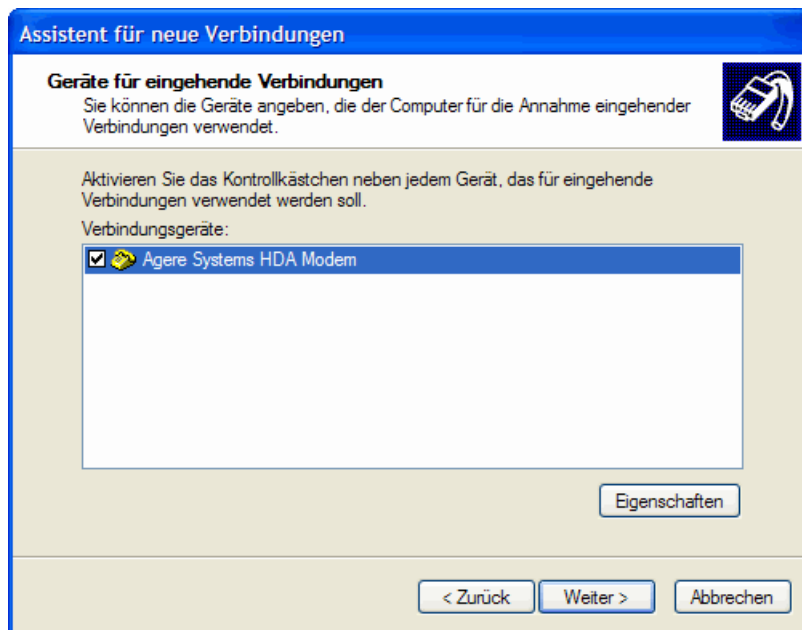 Assistent für neue Verbindungen
Geräte für eingehende Verbindungen
Sie können die Geräte angeben, die der Computer für die Annahme eingehender
Verbindungen verwendet.
Aktivieren Sie das Kontrollkästchen neben jedem Gerät, das für eingehende
Verbindungen verwendet werden soll.
Verbindungsgeräte:
Agere Systems HDA Modem
Eigenschaften
< Zurück Weiter > Abbrechen